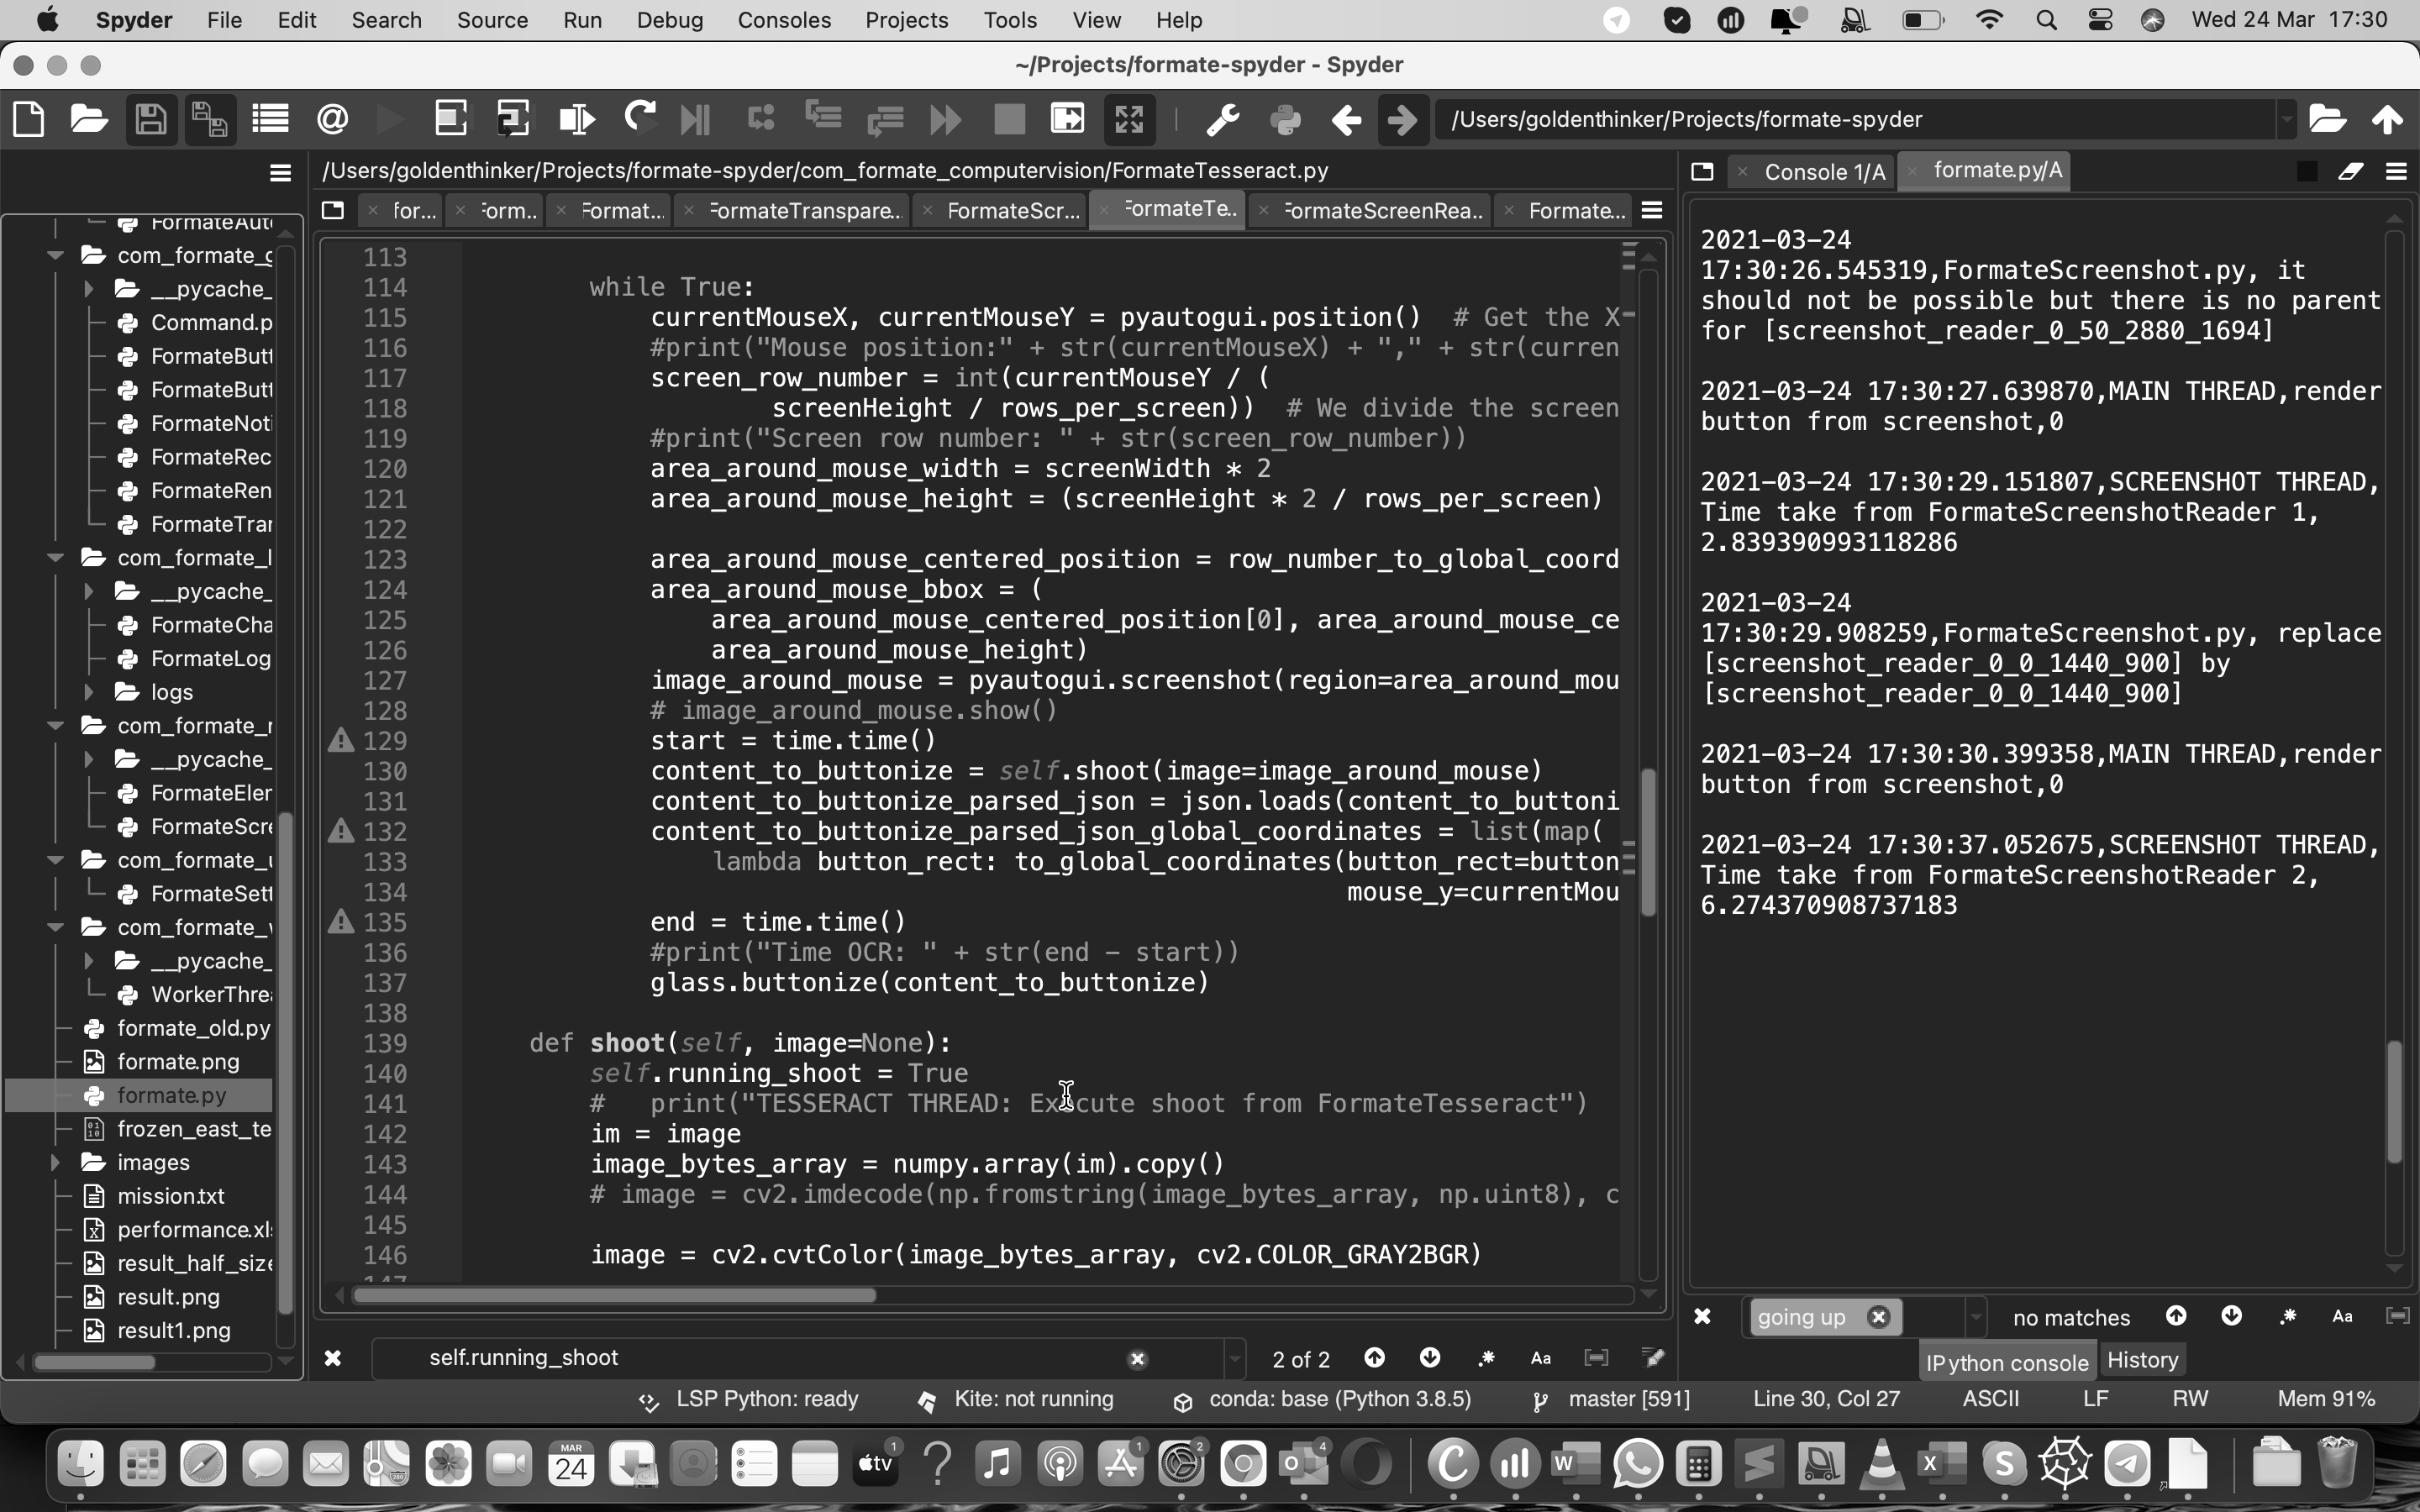 Spyder File Edit Search Source Run Debug Consoles Projects Tools View Help Wed 24 Mar 17:30
~/Projects/formate-spyder - Spyder
/Users/goldenthinker/Projects/formate-spyder
/Users/goldenthinker/Projects/formate-spyder/com_formate_computervision/FormateTesseract.py
for... Form.. Format... FormateTranspare... FormateScr... FormateTe.. FormateScreenRea.. Formate...
FormateAut
com_formate_g
__pycache_
Command.p
FormateButt
FormateButt
FormateNoti
FormateRec
FormateRen
FormateTrar
com_formate_l
__pycache_
FormateCha
FormateLog
logs
com_formate_r
__pycache_
FormateElem
FormateScre
com_formate_u
FormateSett
com_formate_w
__pycache_
WorkerThrea
formate_old.py
formate.png
formate.py
frozen_east_te
images
mission.txt
performance.xls
result_half_size
result.png
result1.png
113
114 while True:
115 currentMouseX, currentMouseY = pyautogui.position()  # Get the X
116 #print("Mouse position:" + str(currentMouseX) + "," + str(curren
117 screen_row_number = int(currentMouseY / (
118 screenHeight / rows_per_screen))  # We divide the screen
119 #print("Screen row number: " + str(screen_row_number))
120 area_around_mouse_width = screenWidth * 2
121 area_around_mouse_height = (screenHeight * 2 / rows_per_screen)
122
123 area_around_mouse_centered_position = row_number_to_global_coord
124 area_around_mouse_bbox = (
125 area_around_mouse_centered_position[0], area_around_mouse_ce
126 area_around_mouse_height)
127 image_around_mouse = pyautogui.screenshot(region=area_around_mou
128 # image_around_mouse.show()
129 start = time.time()
130 content_to_buttonize = self.shoot(image=image_around_mouse)
131 content_to_buttonize_parsed_json = json.loads(content_to_buttoni
132 content_to_buttonize_parsed_json_global_coordinates = list(map(
133 lambda button_rect: to_global_coordinates(button_rect=button
134 mouse_y=currentMou
135 end = time.time()
136 #print("Time OCR: " + str(end - start))
137 glass.buttonize(content_to_buttonize)
138
139 def shoot(self, image=None):
140 self.running_shoot = True
141 #   print("TESSERACT THREAD: Execute shoot from FormateTesseract")
142 im = image
143 image_bytes_array = numpy.array(im).copy()
144 # image = cv2.imdecode(np.fromstring(image_bytes_array, np.uint8), c
145
146 image = cv2.cvtColor(image_bytes_array, cv2.COLOR_GRAY2BGR)
147
self.running_shoot 2 of 2 Aa
Console 1/A formate.py/A
2021-03-24
17:30:26.545319,FormateScreenshot.py, it
should not be possible but there is no parent
for [screenshot_reader_0_50_2880_1694]
2021-03-24 17:30:27.639870,MAIN THREAD,render
button from screenshot,0
2021-03-24 17:30:29.151807,SCREENSHOT THREAD,
Time take from FormateScreenshotReader 1,
2.839390993118286
2021-03-24
17:30:29.908259,FormateScreenshot.py, replace
[screenshot_reader_0_0_1440_900] by
[screenshot_reader_0_0_1440_900]
2021-03-24 17:30:30.399358,MAIN THREAD,render
button from screenshot,0
2021-03-24 17:30:37.052675,SCREENSHOT THREAD,
Time take from FormateScreenshotReader 2,
6.274370908737183
going up no matches Aa
IPython console History
LSP Python: ready Kite: not running conda: base (Python 3.8.5) master [591] Line 30, Col 27 ASCII LF RW Mem 91%
MAR
24
tv
1
1
2
4